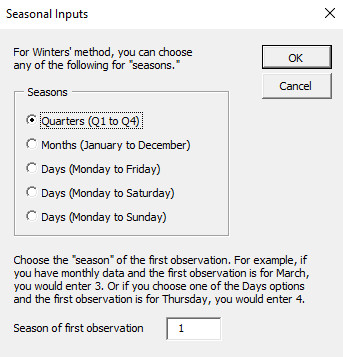 Seasonal Inputs
For Winters' method, you can choose
any of the following for "seasons."
OK
Cancel
Seasons
Quarters (Q1 to Q4)
Months (January to December)
Days (Monday to Friday)
Days (Monday to Saturday)
Days (Monday to Sunday)
Choose the "season" of the first observation. For example, if
you have monthly data and the first observation is for March,
you would enter 3. Or if you choose one of the Days options
and the first observation is for Thursday, you would enter 4.
Season of first observation 1